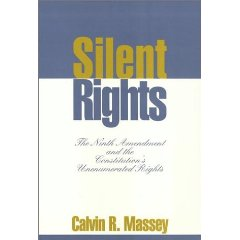 Silent
Rights
The Ninth Amendment
and the
Constitution's
Unenumerated Rights
Calvin R. Massey